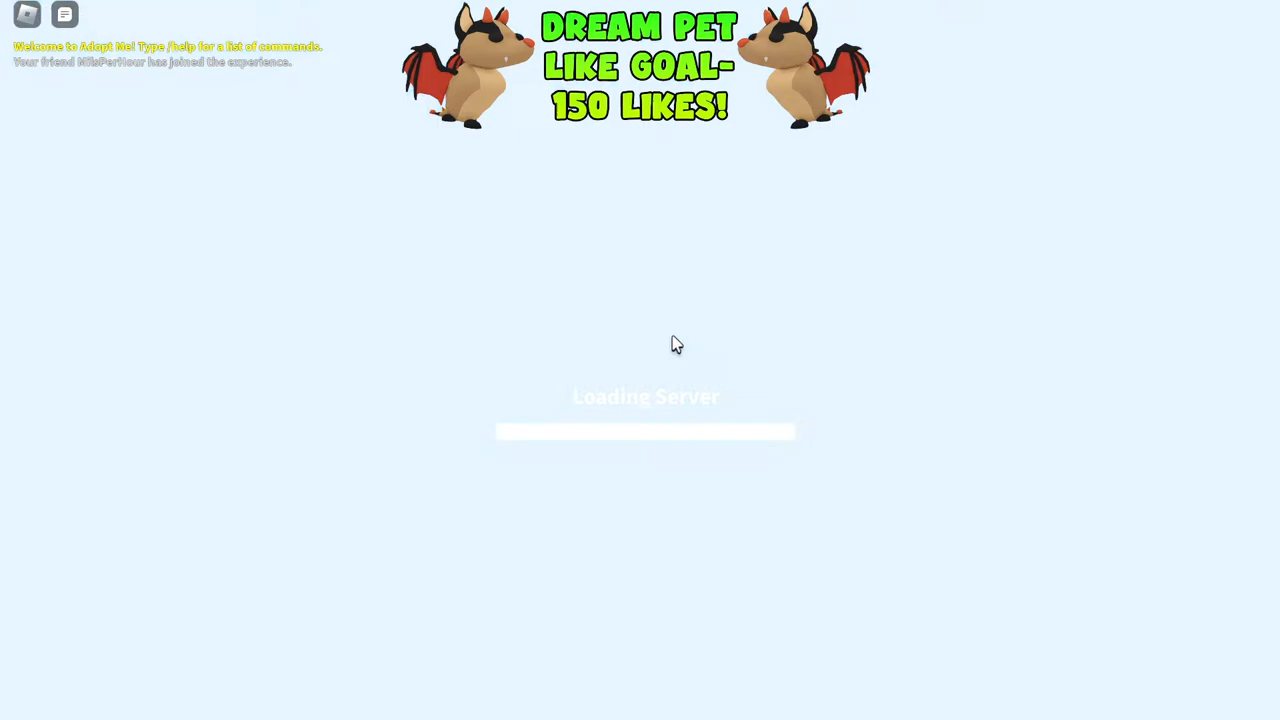 Welcome to Adopt Me! Type /help for a list of commands.
Your friend NilsPerHour has joined the experience.
DREAM PET
LIKE GOAL-
150 LIKES!
Loading Server